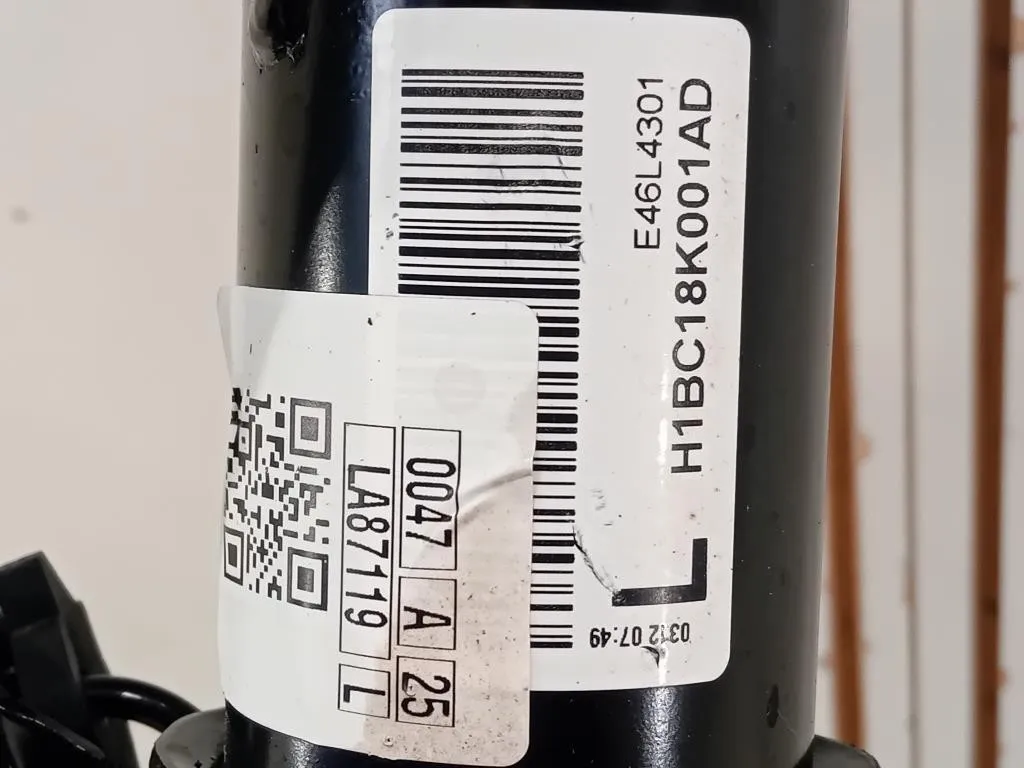 E46L4301
H1BC18K001AD
L
0312 07:49
0047 A 25
LA87119 L